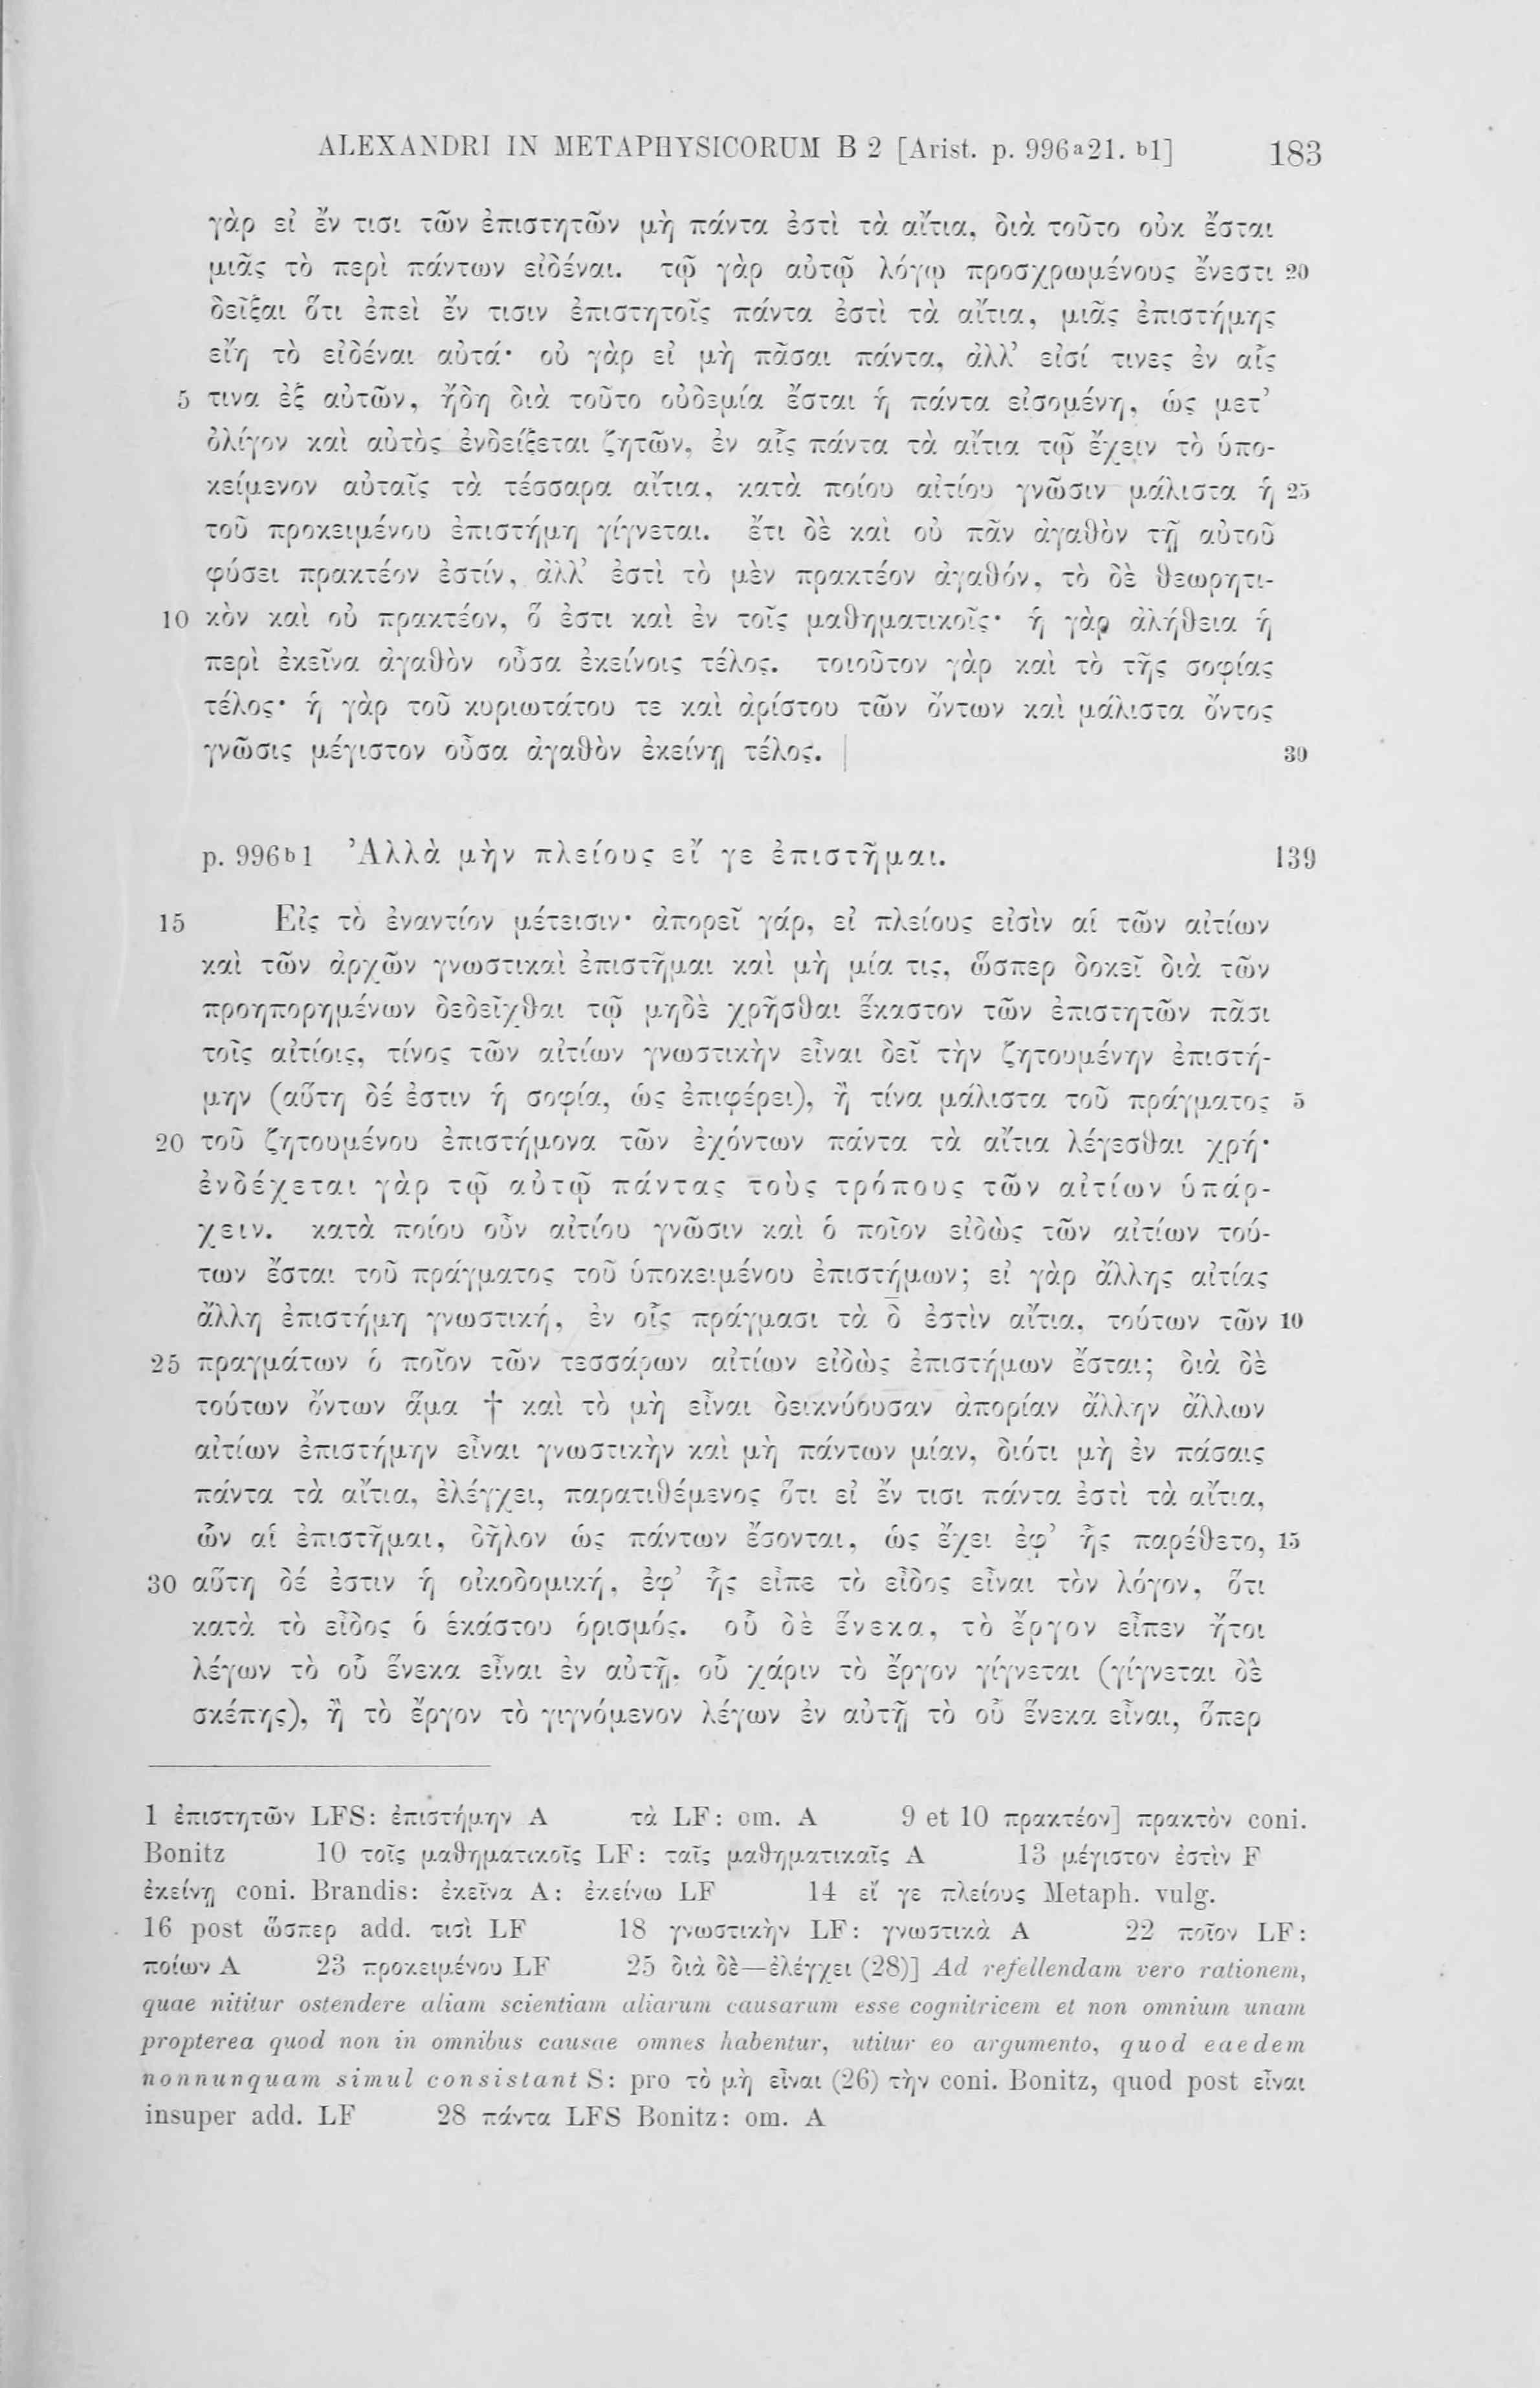 ALEXANDRI IN METAPHYSICORUM B 2 [Arist. p. 996a21. b1] 183
γὰρ εἰ ἔν τισι τῶν ἐπιστητῶν μὴ πάντα ἐστὶ τὰ αἴτια, διὰ τοῦτο οὐκ ἔσται
μιᾶς τὸ περὶ πάντων εἰδέναι. τῷ γὰρ αὐτῷ λόγῳ προσχρωμένους ἔνεστι 20
δεῖξαι ὅτι ἐπεὶ ἔν τισιν ἐπιστητοῖς πάντα ἐστὶ τὰ αἴτια, μιᾶς ἐπιστήμης
εἴη τὸ εἰδέναι αὐτά· οὐ γὰρ εἰ μὴ πᾶσαι πάντα, ἀλλ’ εἰσί τινες ἐν αἷς
5 τινα ἐξ αὐτῶν, ἤδη διὰ τοῦτο οὐδεμία ἔσται ἡ πάντα εἰσομένη, ὡς μετ’
ὀλίγον καὶ αὐτὸς ἐνδείξεται ζητῶν, ἐν αἷς πάντα τὰ αἴτια τῷ ἔχειν τὸ ὑπο-
κείμενον αὐταῖς τὰ τέσσαρα αἴτια, κατὰ ποίου αἰτίου γνῶσιν μάλιστα ἡ 25
τοῦ προκειμένου ἐπιστήμη γίγνεται. ἔτι δὲ καὶ οὐ πᾶν ἀγαθὸν τῇ αὐτοῦ
φύσει πρακτέον ἐστίν, ἀλλ’ ἐστὶ τὸ μὲν πρακτέον ἀγαθόν, τὸ δὲ θεωρητι-
10 κὸν καὶ οὐ πρακτέον, ὅ ἐστι καὶ ἐν τοῖς μαθηματικοῖς· ἡ γὰρ ἀλήθεια ἡ
περὶ ἐκεῖνα ἀγαθὸν οὖσα ἐκείνοις τέλος. τοιοῦτον γὰρ καὶ τὸ τῆς σοφίας
τέλος· ἡ γὰρ τοῦ κυριωτάτου τε καὶ ἀρίστου τῶν ὄντων καὶ μάλιστα ὄντος
γνῶσις μέγιστον οὖσα ἀγαθὸν ἐκείνῃ τέλος. | 30
p. 996b1 Ἀλλὰ μὴν πλείους εἴ γε ἐπιστῆμαι. 139
15 Εἰς τὸ ἐναντίον μέτεισιν· ἀπορεῖ γάρ, εἰ πλείους εἰσὶν αἱ τῶν αἰτίων
καὶ τῶν ἀρχῶν γνωστικαὶ ἐπιστῆμαι καὶ μὴ μία τις, ὥσπερ δοκεῖ διὰ τῶν
προηπορημένων δεδεῖχθαι τῷ μηδὲ χρῆσθαι ἕκαστον τῶν ἐπιστητῶν πᾶσι
τοῖς αἰτίοις, τίνος τῶν αἰτίων γνωστικὴν εἶναι δεῖ τὴν ζητουμένην ἐπιστή-
μην (αὕτη δέ ἐστιν ἡ σοφία, ὡς ἐπιφέρει), ἢ τίνα μάλιστα τοῦ πράγματος 5
20 τοῦ ζητουμένου ἐπιστήμονα τῶν ἐχόντων πάντα τὰ αἴτια λέγεσθαι χρή·
ἐνδέχεται γὰρ τῷ αὐτῷ πάντας τοὺς τρόπους τῶν αἰτίων ὑπάρ-
χειν. κατὰ ποίου οὖν αἰτίου γνῶσιν καὶ ὁ ποῖον εἰδὼς τῶν αἰτίων τού-
των ἔσται τοῦ πράγματος τοῦ ὑποκειμένου ἐπιστήμων; εἰ γὰρ ἄλλης αἰτίας
ἄλλη ἐπιστήμη γνωστική, ἐν οἷς πράγμασι τὰ δ̄ ἐστὶν αἴτια, τούτων τῶν 10
25 πραγμάτων ὁ ποῖον τῶν τεσσάρων αἰτίων εἰδὼς ἐπιστήμων ἔσται; διὰ δὲ
τούτων ὄντων ἅμα † καὶ τὸ μὴ εἶναι δεικνύουσαν ἀπορίαν ἄλλην ἄλλων
αἰτίων ἐπιστήμην εἶναι γνωστικὴν καὶ μὴ πάντων μίαν, διότι μὴ ἐν πάσαις
πάντα τὰ αἴτια, ἐλέγχει, παρατιθέμενος ὅτι εἰ ἔν τισι πάντα ἐστὶ τὰ αἴτια,
ὧν αἱ ἐπιστῆμαι, δῆλον ὡς πάντων ἔσονται, ὡς ἔχει ἐφ’ ἧς παρέθετο, 15
30 αὕτη δέ ἐστιν ἡ οἰκοδομική, ἐφ’ ἧς εἶπε τὸ εἶδος εἶναι τὸν λόγον, ὅτι
κατὰ τὸ εἶδος ὁ ἑκάστου ὁρισμός. οὗ δὲ ἕνεκα, τὸ ἔργον εἶπεν ἤτοι
λέγων τὸ οὗ ἕνεκα εἶναι ἐν αὐτῇ, οὗ χάριν τὸ ἔργον γίγνεται (γίγνεται δὲ
σκέπης), ἢ τὸ ἔργον τὸ γιγνόμενον λέγων ἐν αὐτῇ τὸ οὗ ἕνεκα εἶναι, ὅπερ
1 ἐπιστητῶν LFS: ἐπιστήμην A τὰ LF: om. A 9 et 10 πρακτέον] πρακτὸν coni.
Bonitz 10 τοῖς μαθηματικοῖς LF: ταῖς μαθηματικαῖς A 13 μέγιστον ἐστὶν F
ἐκείνῃ coni. Brandis: ἐκεῖνα A: ἐκείνω LF 14 εἴ γε πλείους Metaph. vulg.
16 post ὥσπερ add. τισὶ LF 18 γνωστικὴν LF: γνωστικὰ A 22 ποῖον LF:
ποίων A 23 προκειμένου LF 25 διὰ δὲ—ἐλέγχει (28)] Ad refellendam vero rationem,
quae nititur ostendere aliam scientiam aliarum causarum esse cognitricem et non omnium unam
propterea quod non in omnibus causae omnes habentur, utitur eo argumento, quod eaedem
nonnunquam simul consistant S: pro τὸ μὴ εἶναι (26) τὴν coni. Bonitz, quod post εἶναι
insuper add. LF 28 πάντα LFS Bonitz: om. A